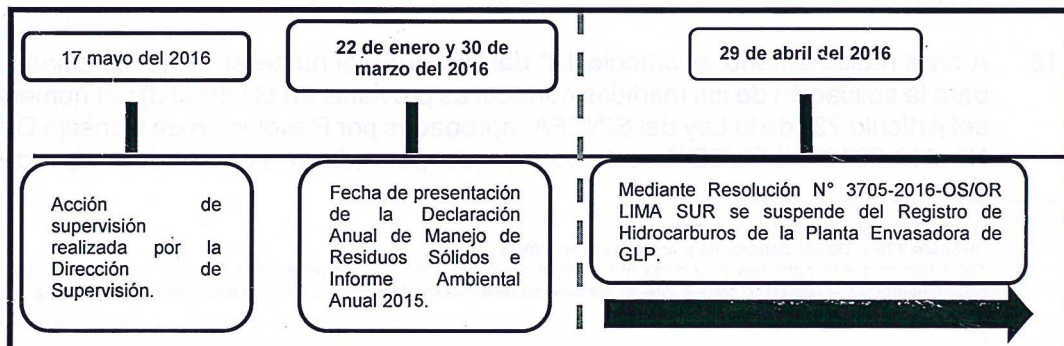 17 mayo del 2016
22 de enero y 30 de
marzo del 2016
29 de abril del 2016
Acción de
supervisión
realizada por la
Dirección de
Supervisión.
Fecha de presentación
de la Declaración
Anual de Manejo de
Residuos Sólidos e
Informe Ambiental
Anual 2015.
Mediante Resolución N° 3705-2016-OS/OR
LIMA SUR se suspende del Registro de
Hidrocarburos de la Planta Envasadora de
GLP.